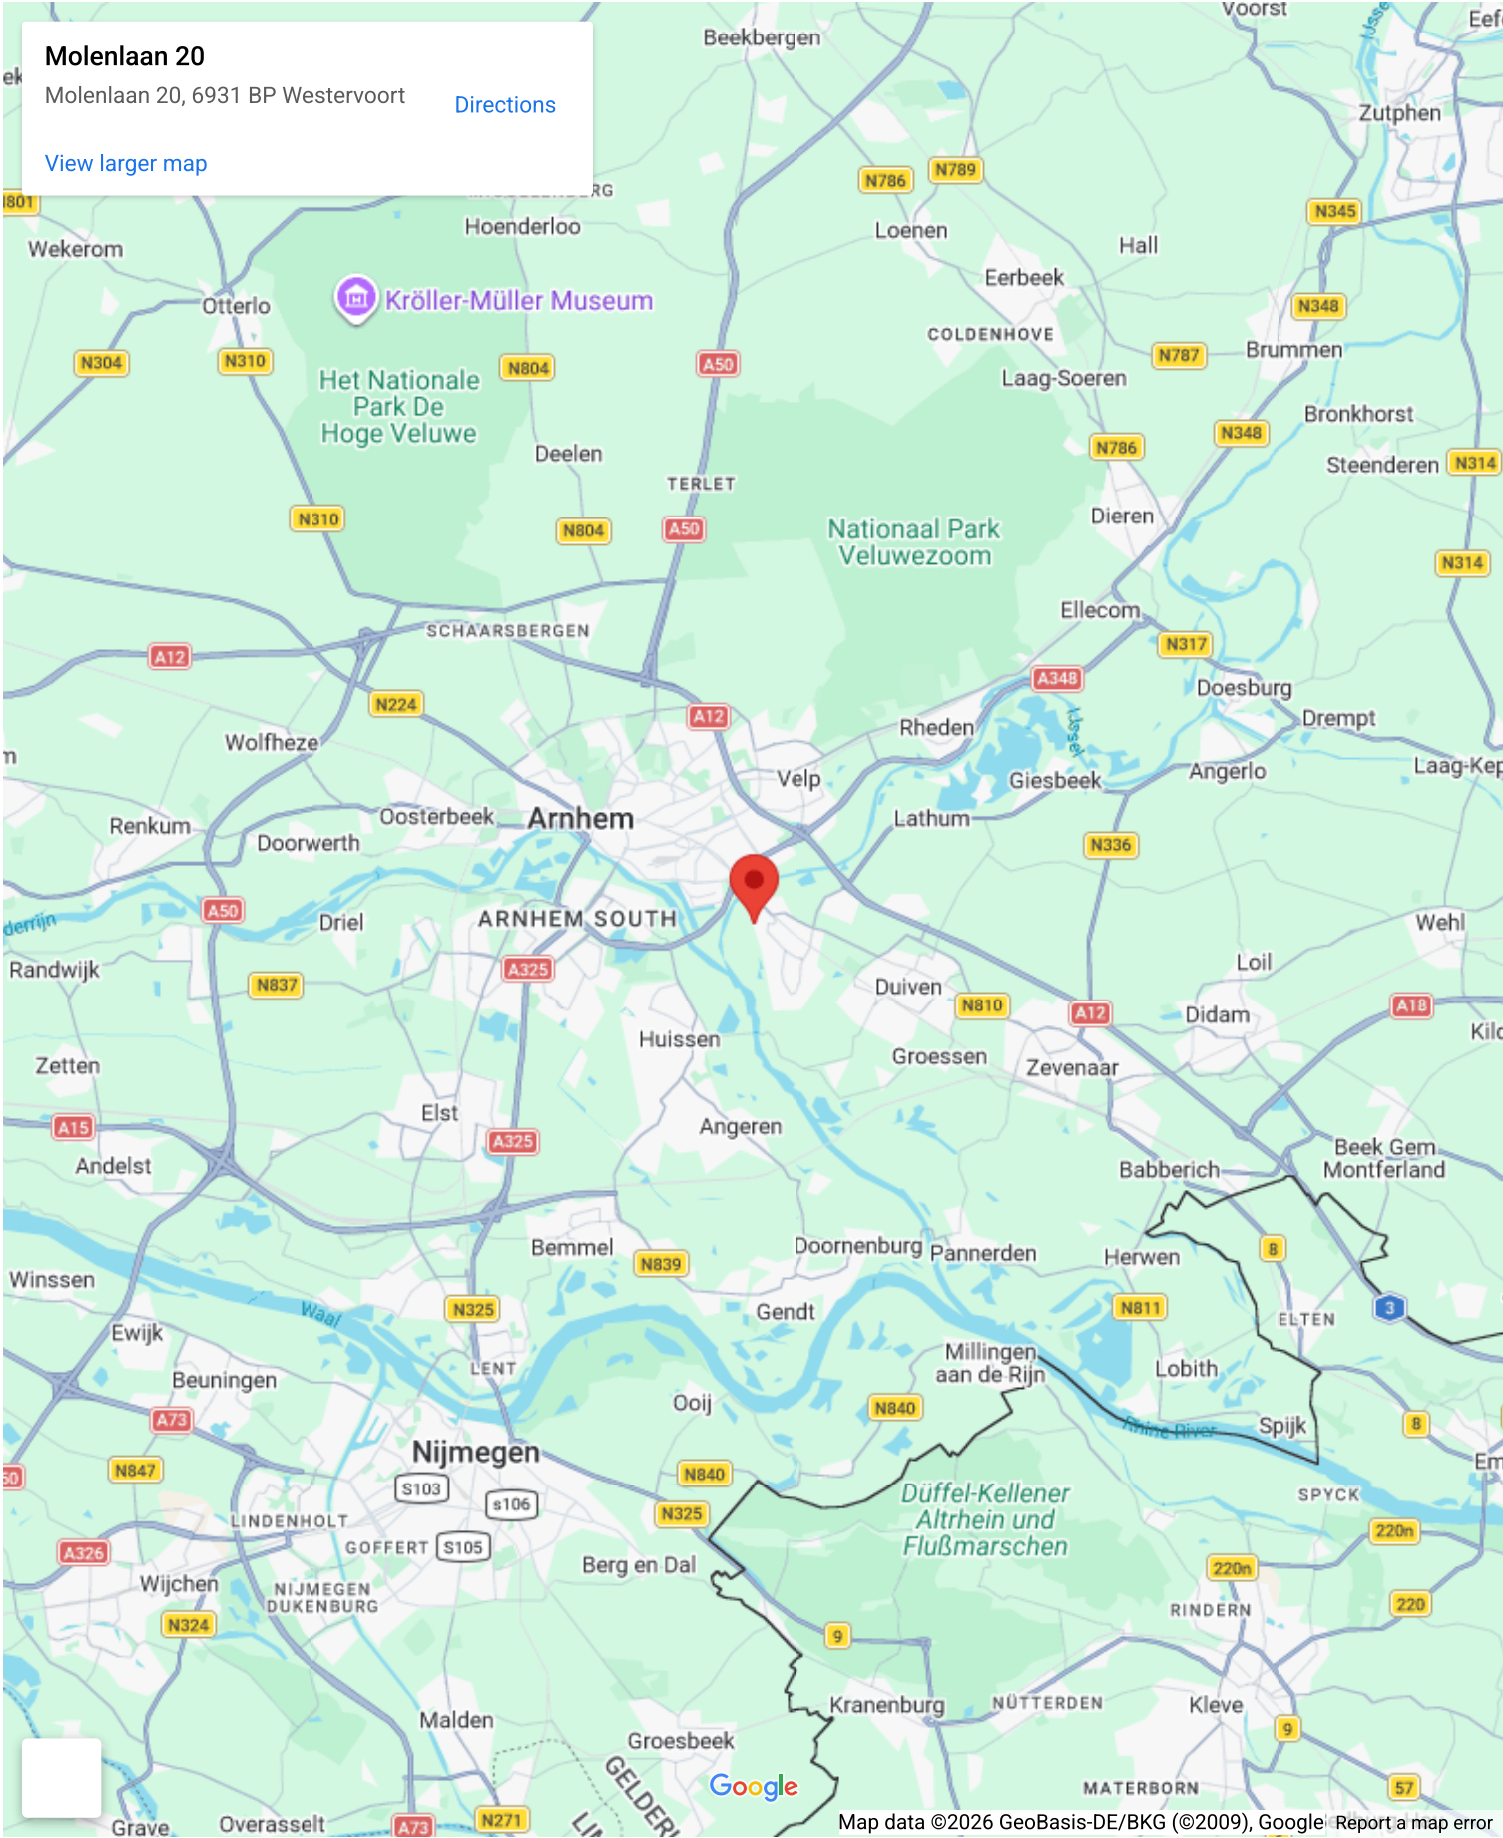 Molenlaan 20
Molenlaan 20, 6931 BP Westervoort
Directions
View larger map
Beekbergen
Voorst
IJssel
Zutphen
N786
N789
N345
Wekerom
Hoenderloo
Loenen
Hall
Eerbeek
Otterlo
Kröller-Müller Museum
N348
COLDENHOVE
N304
N310
N804
A50
N787
Brummen
Het Nationale
Park De
Hoge Veluwe
Laag-Soeren
Bronkhorst
N348
N786
Deelen
Steenderen
N314
TERLET
N310
N804
A50
Nationaal Park
Veluwezoom
Dieren
N314
Ellecom
SCHAARSBERGEN
N317
A12
A348
Doesburg
N224
A12
Rheden
IJssel
Drempt
Wolfheze
Velp
Giesbeek
Angerlo
Laag-Kep
Oosterbeek
Arnhem
Lathum
Renkum
Doorwerth
N336
A50
derrijn
Driel
ARNHEM SOUTH
Wehl
Randwijk
A325
Loil
N837
Duiven
N810
A12
Didam
A18
Huissen
Zetten
Groessen
Zevenaar
Elst
A15
A325
Angeren
Andelst
Babberich
Beek Gem
Montferland
Bemmel
Doornenburg
Pannerden
Herwen
8
N839
Winssen
Waal
N325
Gendt
N811
3
Ewijk
ELTEN
LENT
Millingen
aan de Rijn
Lobith
Beuningen
Ooij
N840
A73
Rhine River
Spijk
8
Nijmegen
N847
N840
S103
s106
Düffel-Kellener
Altrhein und
Flußmarschen
SPYCK
N325
LINDENHOLT
220n
GOFFERT
S105
A326
Berg en Dal
220n
Wijchen
NIJMEGEN
DUKENBURG
220
RINDERN
N324
9
Kranenburg
NÜTTERDEN
Kleve
Malden
9
Groesbeek
GELDERL
Google
MATERBORN
57
N271
Grave
Overasselt
A73
Map data ©2026 GeoBasis-DE/BKG (©2009), Google
Report a map error